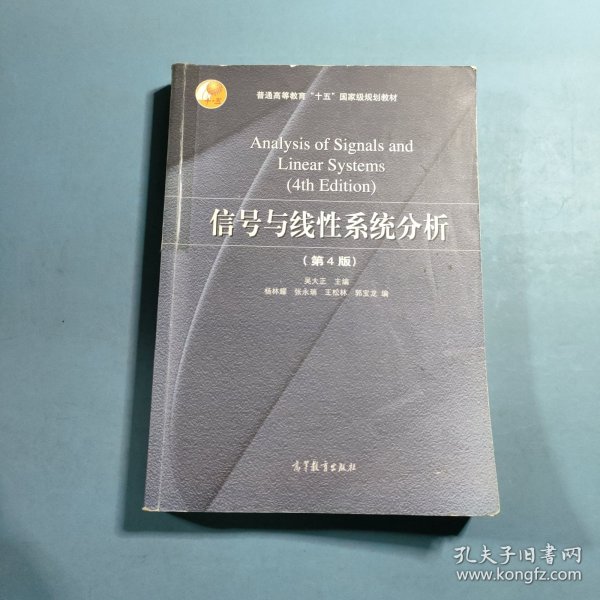 十·五
普通高等教育“十五”国家级规划教材
Analysis of Signals and
Linear Systems
(4th Edition)
信号与线性系统分析
（第4版）
吴大正 主编
杨林耀 张永瑞 王松林 郭宝龙 编
高等教育出版社
孔夫子旧书网
www.kongfz.com